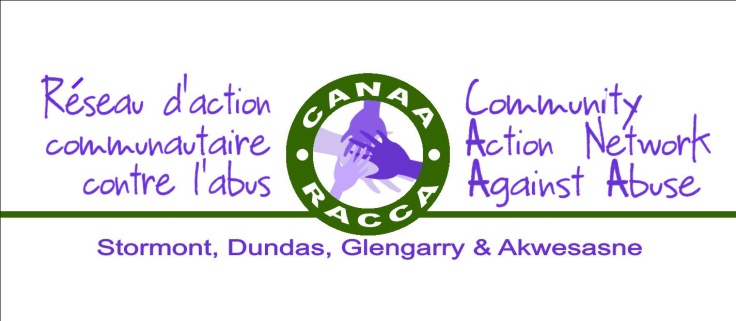 Réseau d'action
communautaire
contre l'abus
CANAA
RACCA
Community
Action Network
Against Abuse
Stormont, Dundas, Glengarry & Akwesasne